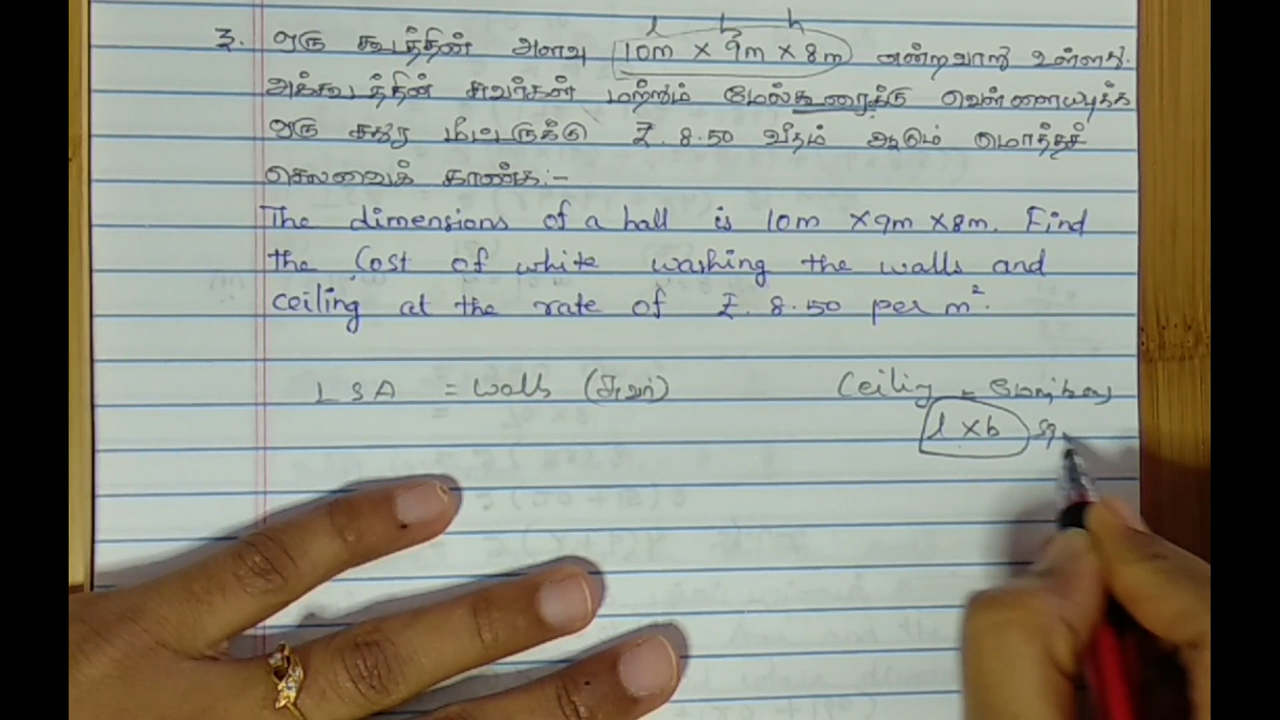 l b h
3. ஒரு கூடத்தின் அளவு 10m × 9m × 8m என்றவாறு உள்ளது.
அக்கூடத்தின் சுவர்கள் மற்றும் மேல்கூரைக்கு வெள்ளையடிக்க
ஒரு சதுர மீட்டருக்கு ₹. 8.50 வீதம் ஆகும் மொத்தச்
செலவைக் காண்க:-
The dimensions of a hall is 10m × 9m × 8m. Find
the Cost of white washing the walls and
ceiling at the rate of ₹. 8.50 per m².
LSA = walls (சுவர்) Ceiling =
l × b sq.